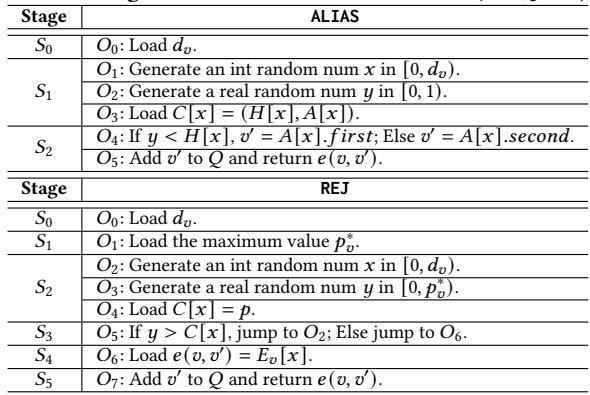 Stage ALIAS
S₀ O₀: Load dᵥ.
O₁: Generate an int random num x in [0, dᵥ).
S₁ O₂: Generate a real random num y in [0, 1).
O₃: Load C[x] = (H[x], A[x]).
S₂ O₄: If y < H[x], v′ = A[x].first; Else v′ = A[x].second.
O₅: Add v′ to Q and return e(v, v′).
Stage REJ
S₀ O₀: Load dᵥ.
S₁ O₁: Load the maximum value pᵥ*.
O₂: Generate an int random num x in [0, dᵥ).
S₂ O₃: Generate a real random num y in [0, pᵥ*).
O₄: Load C[x] = p.
S₃ O₅: If y > C[x], jump to O₂; Else jump to O₆.
S₄ O₆: Load e(v, v′) = Eᵥ[x].
S₅ O₇: Add v′ to Q and return e(v, v′).